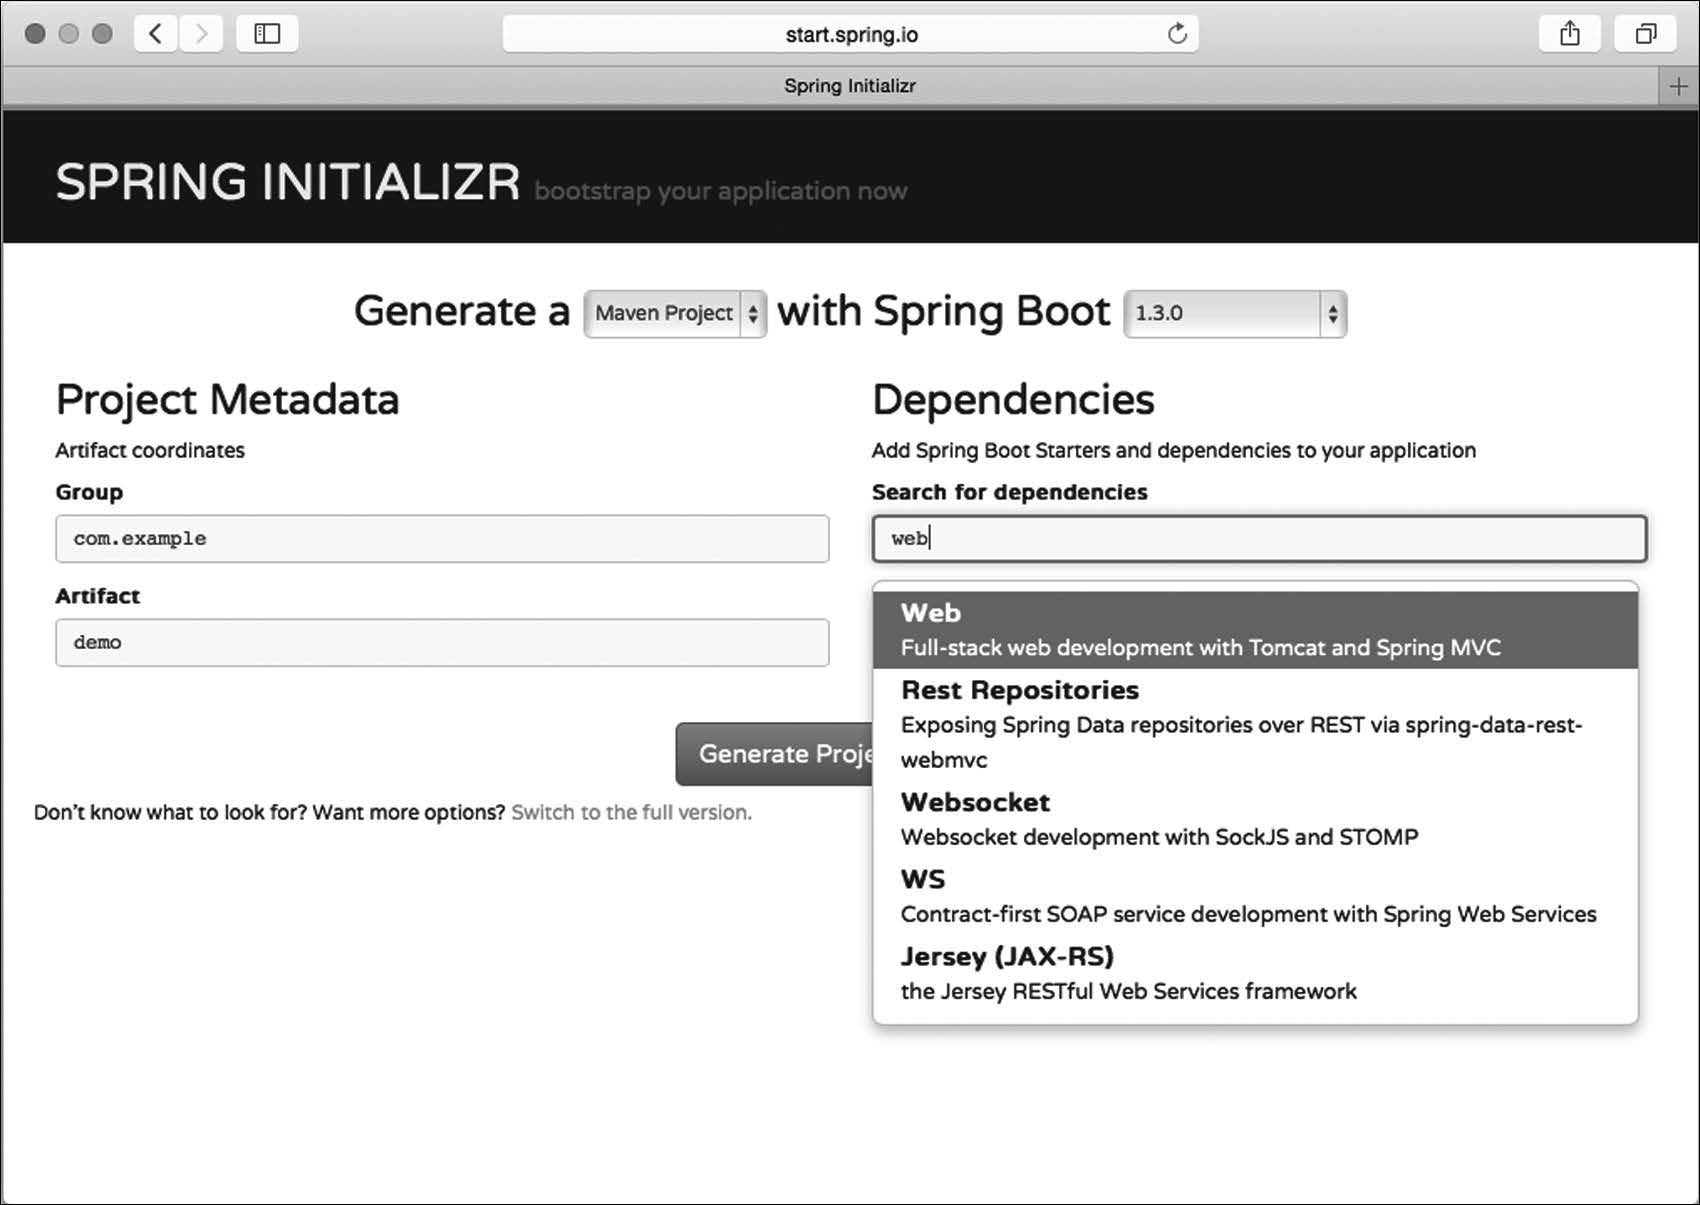 start.spring.io
Spring Initializr
SPRING INITIALIZR bootstrap your application now
Generate a Maven Project with Spring Boot 1.3.0
Project Metadata
Artifact coordinates
Group
com.example
Artifact
demo
Dependencies
Add Spring Boot Starters and dependencies to your application
Search for dependencies
web
Web
Full-stack web development with Tomcat and Spring MVC
Rest Repositories
Exposing Spring Data repositories over REST via spring-data-rest-
webmvc
Websocket
Websocket development with SockJS and STOMP
WS
Contract-first SOAP service development with Spring Web Services
Jersey (JAX-RS)
the Jersey RESTful Web Services framework
Generate Proje
Don't know what to look for? Want more options? Switch to the full version.